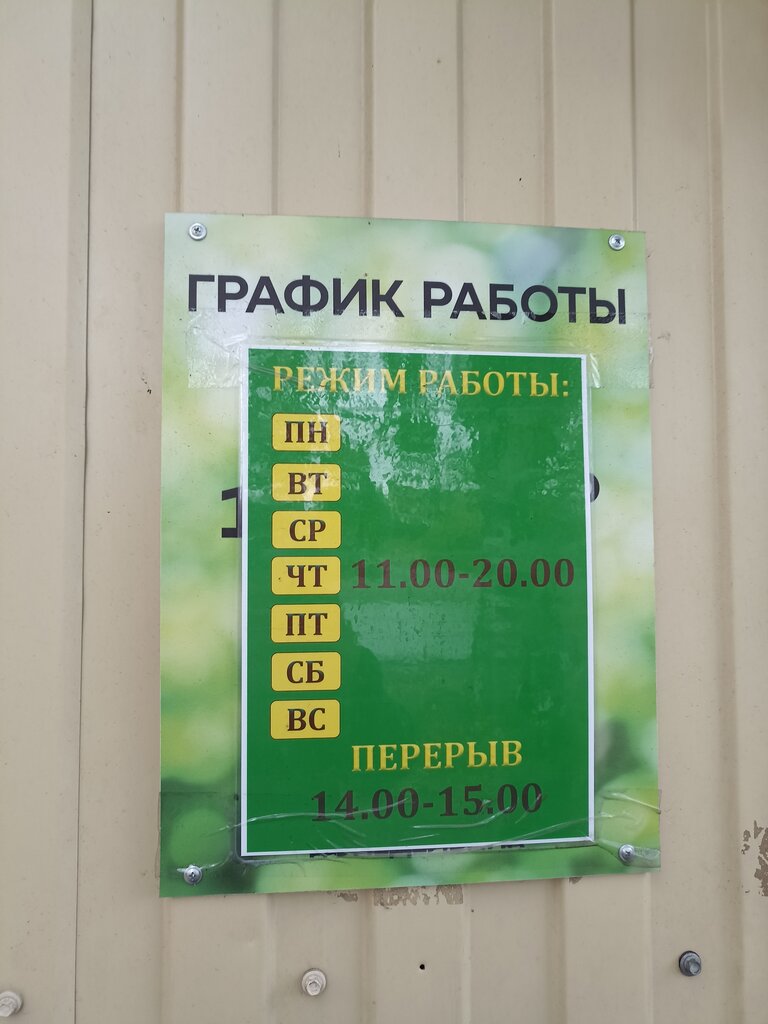 ГРАФИК РАБОТЫ
РЕЖИМ РАБОТЫ:
ПН
ВТ
СР
ЧТ 11.00-20.00
ПТ
СБ
ВС
ПЕРЕРЫВ
14.00-15.00